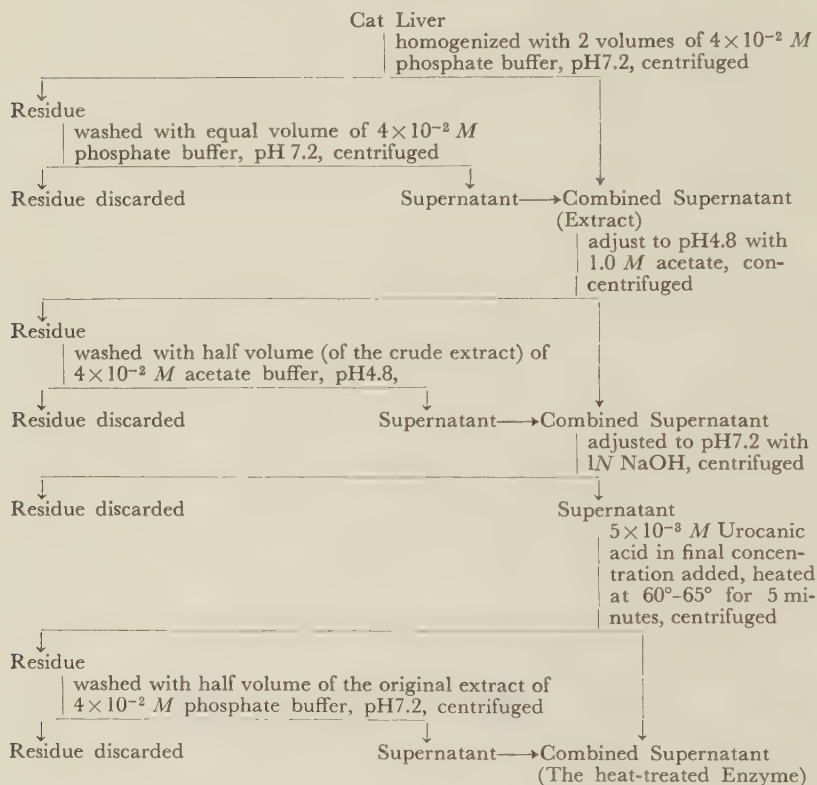 Cat Liver
homogenized with 2 volumes of 4×10⁻² M
phosphate buffer, pH7.2, centrifuged
Residue
washed with equal volume of 4×10⁻² M
phosphate buffer, pH 7.2, centrifuged
Residue discarded Supernatant→Combined Supernatant
(Extract)
adjust to pH4.8 with
1.0 M acetate, con-
centrifuged
Residue
washed with half volume (of the crude extract) of
4×10⁻² M acetate buffer, pH4.8,
Residue discarded Supernatant→Combined Supernatant
adjusted to pH7.2 with
1N NaOH, centrifuged
Residue discarded Supernatant
5×10⁻³ M Urocanic
acid in final concen-
tration added, heated
at 60°-65° for 5 mi-
nutes, centrifuged
Residue
washed with half volume of the original extract of
4×10⁻² M phosphate buffer, pH7.2, centrifuged
Residue discarded Supernatant→Combined Supernatant
(The heat-treated Enzyme)